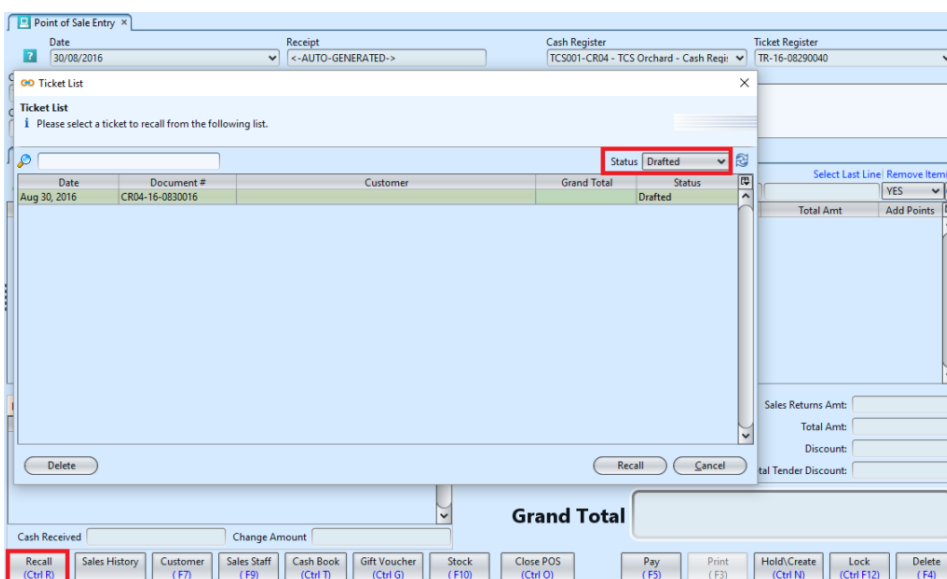 Point of Sale Entry ×
Date Receipt Cash Register Ticket Register
? 30/08/2016 <-AUTO-GENERATED-> TCS001-CR04 - TCS Orchard - Cash Regi: TR-16-08290040
Ticket List
Ticket List
i Please select a ticket to recall from the following list.
Status Drafted
Select Last Line Remove Item
YES
Date Document # Customer Grand Total Status
Total Amt Add Points
Aug 30, 2016 CR04-16-0830016 Drafted
Sales Returns Amt:
Total Amt:
Discount:
tal Tender Discount:
Delete Recall Cancel
Grand Total
Cash Received Change Amount
Recall Sales History Customer Sales Staff Cash Book Gift Voucher Stock Close POS Pay Print Hold\Create Lock Delete
(Ctrl R) ( F7) ( F9) (Ctrl T) (Ctrl G) ( F10) (Ctrl O) ( F5) ( F3) (Ctrl N) (Ctrl F12) ( F4)